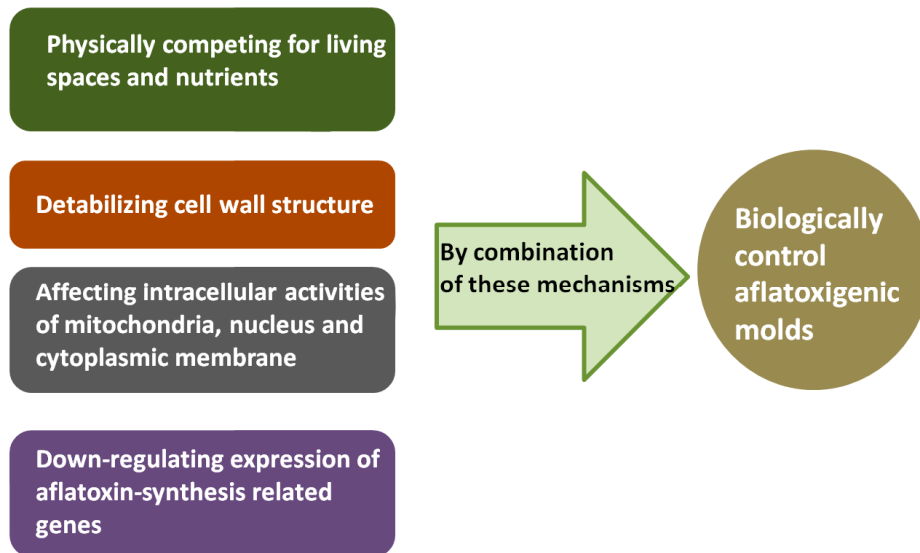 Physically competing for living
spaces and nutrients
Detabilizing cell wall structure
Affecting intracellular activities
of mitochondria, nucleus and
cytoplasmic membrane
Down-regulating expression of
aflatoxin-synthesis related
genes
By combination
of these mechanisms
Biologically
control
aflatoxigenic
molds